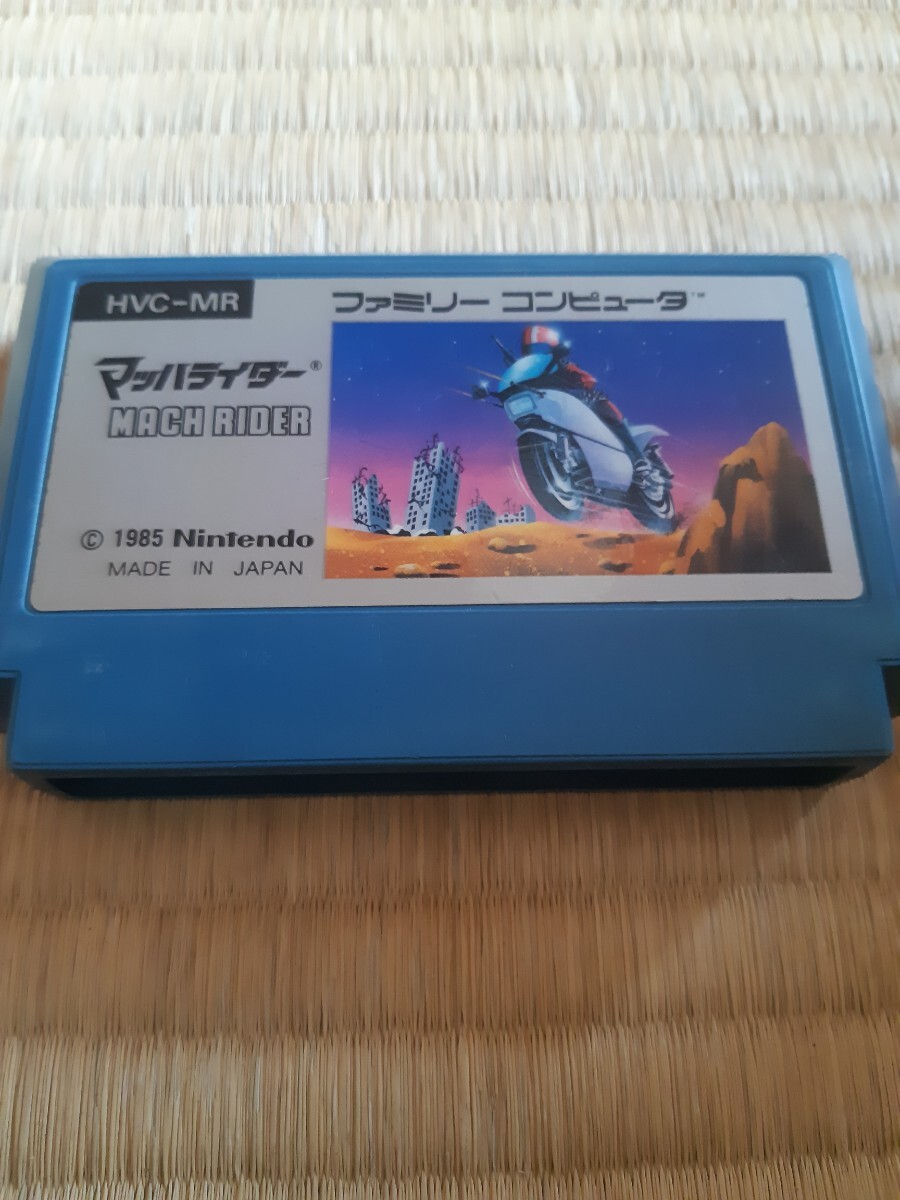 HVC-MR
ファミリー コンピュータ™
マッハライダー®
MACH RIDER
© 1985 Nintendo
MADE IN JAPAN